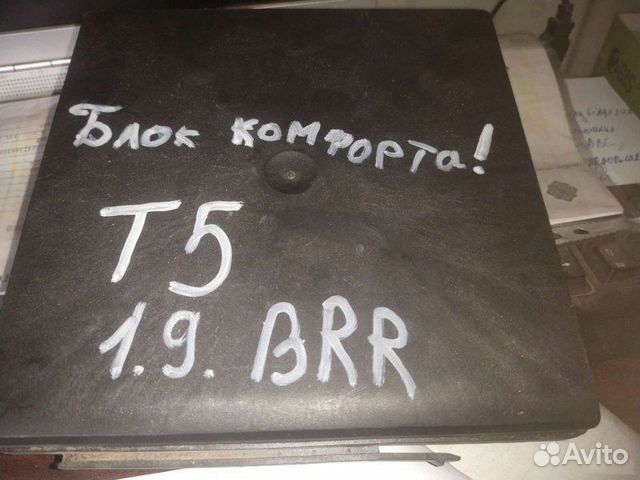 Блок комфорта!
T5
1.9. BRR
Avito